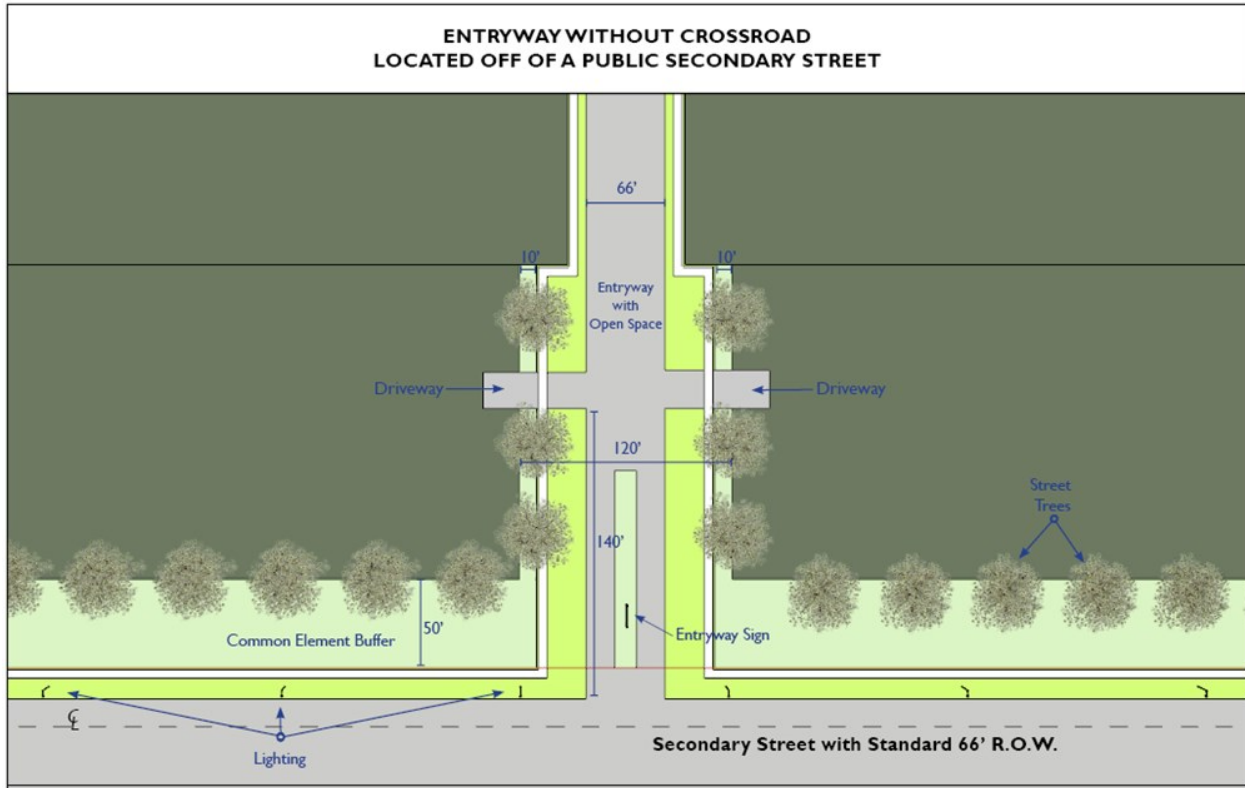 ENTRYWAY WITHOUT CROSSROAD
LOCATED OFF OF A PUBLIC SECONDARY STREET
66’
10’
10’
Entryway
with
Open Space
Driveway
Driveway
120’
Street
Trees
140’
50’
Common Element Buffer
Entryway Sign
℄
Secondary Street with Standard 66’ R.O.W.
Lighting